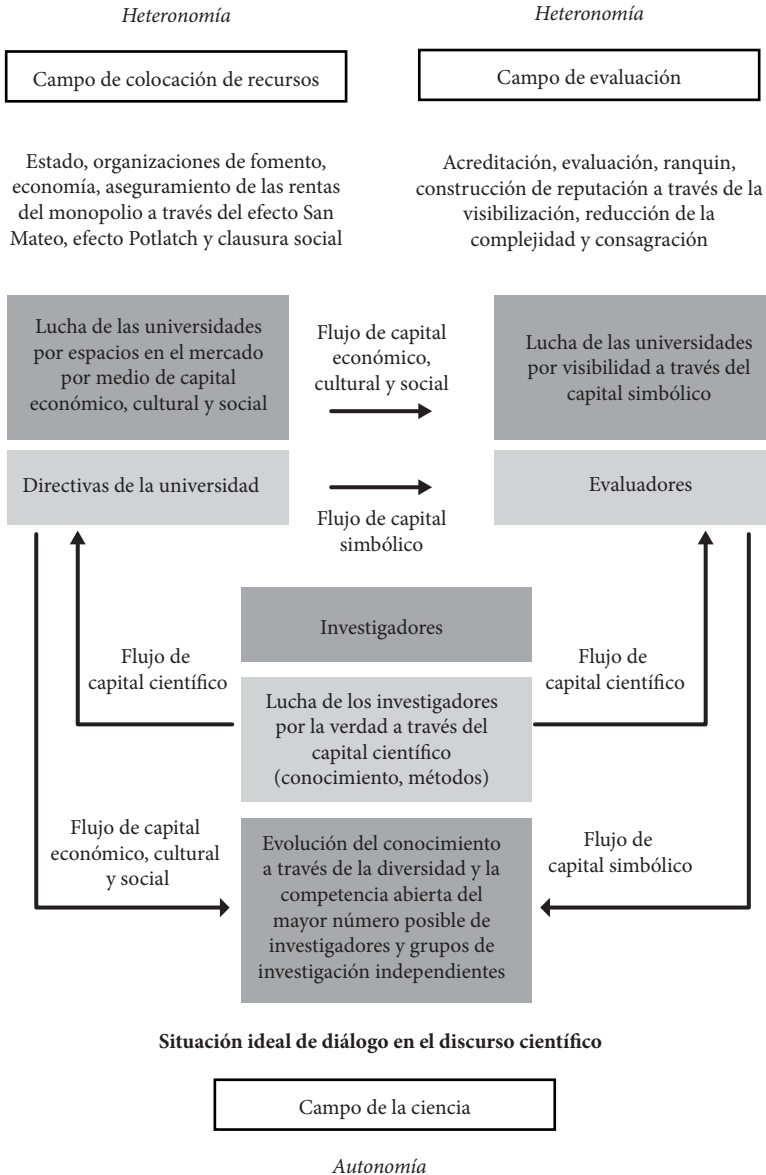 Heteronomía
Heteronomía
Campo de colocación de recursos
Campo de evaluación
Estado, organizaciones de fomento,
economía, aseguramiento de las rentas
del monopolio a través del efecto San
Mateo, efecto Potlatch y clausura social
Acreditación, evaluación, ranquin,
construcción de reputación a través de la
visibilización, reducción de la
complejidad y consagración
Lucha de las universidades
por espacios en el mercado
por medio de capital
económico, cultural y social
Flujo de capital
económico,
cultural y social
Lucha de las universidades
por visibilidad a través del
capital simbólico
Directivas de la universidad
Flujo de capital
simbólico
Evaluadores
Investigadores
Flujo de
capital científico
Lucha de los investigadores
por la verdad a través del
capital científico
(conocimiento, métodos)
Flujo de
capital científico
Flujo de capital
económico, cultural
y social
Evolución del conocimiento
a través de la diversidad y la
competencia abierta del
mayor número posible de
investigadores y grupos de
investigación independientes
Flujo de
capital simbólico
Situación ideal de diálogo en el discurso científico
Campo de la ciencia
Autonomía